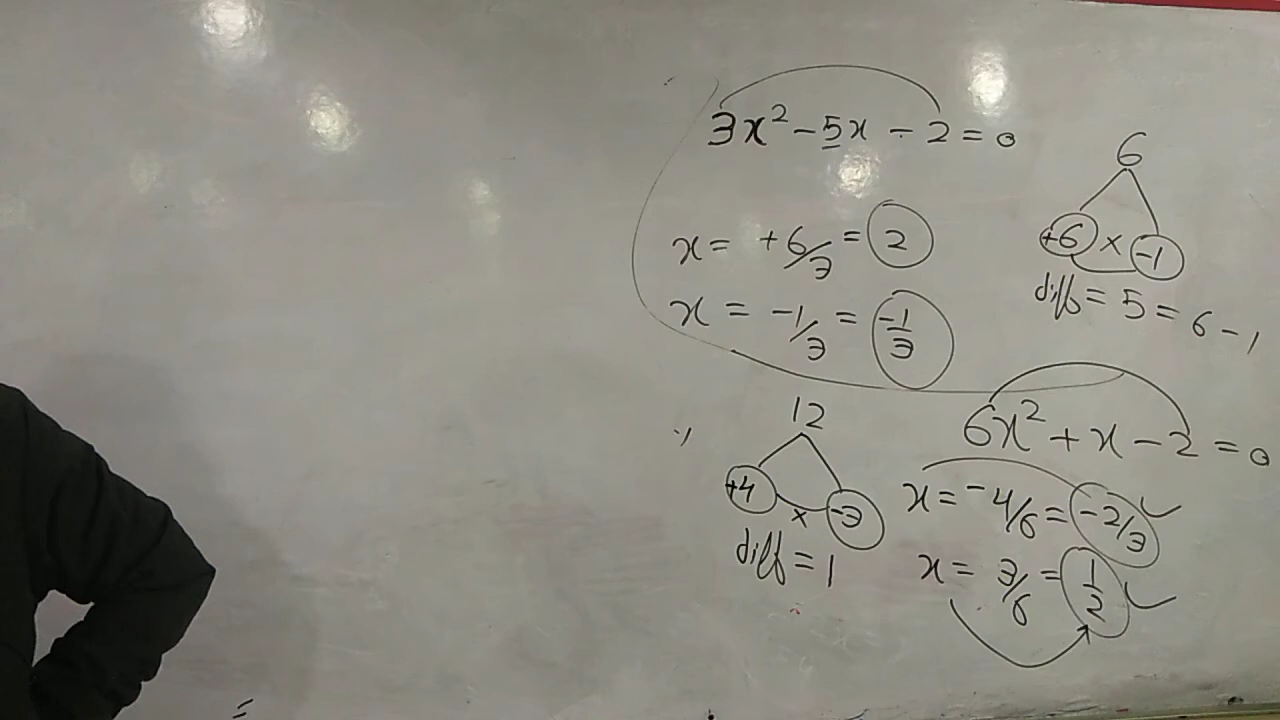 3x² - 5x - 2 = 0
6
+6 × -1
diff = 5 = 6 - 1
x = +6/3 = 2
x = -1/3 = -1/3
12
+4 × -3
diff = 1
6x² + x - 2 = 0
x = -4/6 = -2/3
x = 3/6 = 1/2